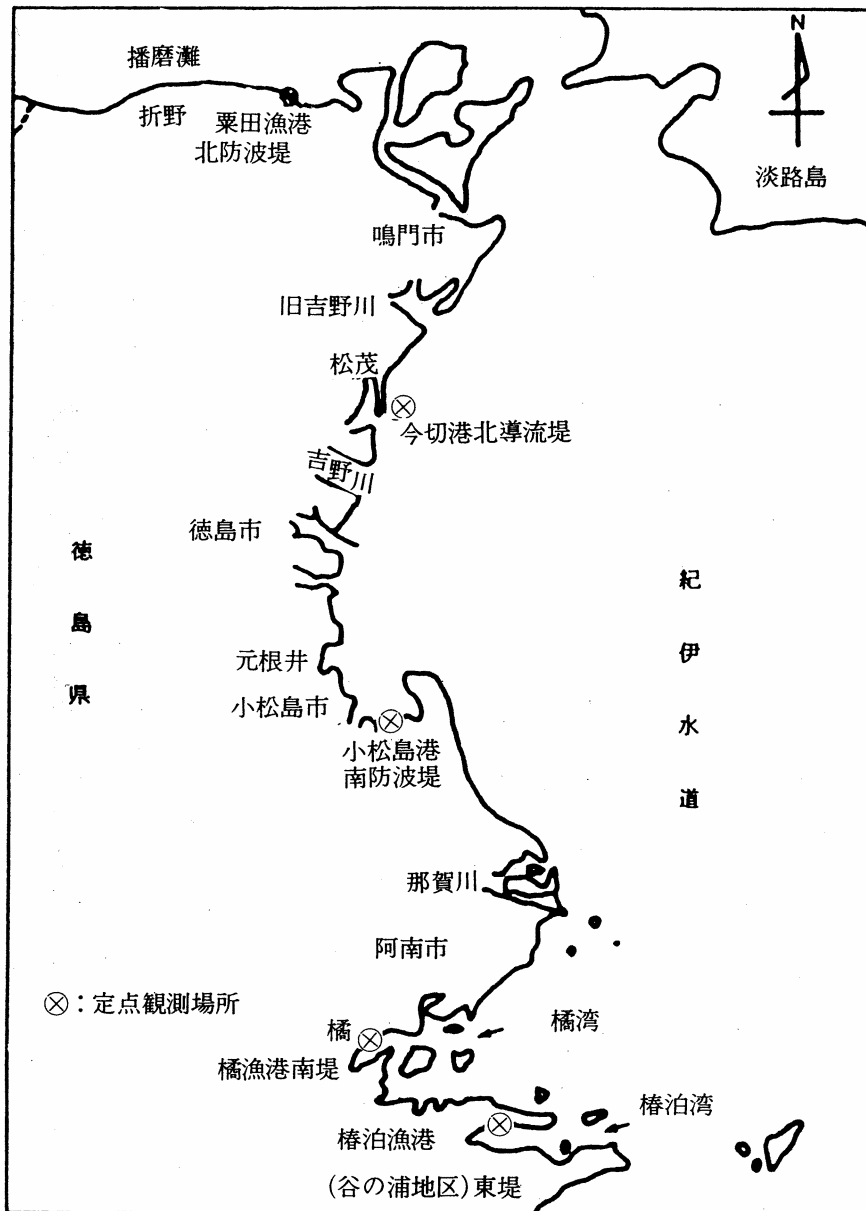 播磨灘
N
折野
粟田漁港
北防波堤
淡路島
鳴門市
旧吉野川
松茂
今切港北導流堤
吉野川
徳島市
徳島県
紀伊水道
元根井
小松島市
小松島港
南防波堤
那賀川
阿南市
⊗：定点観測場所
橘
橘湾
橘漁港南堤
椿泊湾
椿泊漁港
(谷の浦地区)東堤